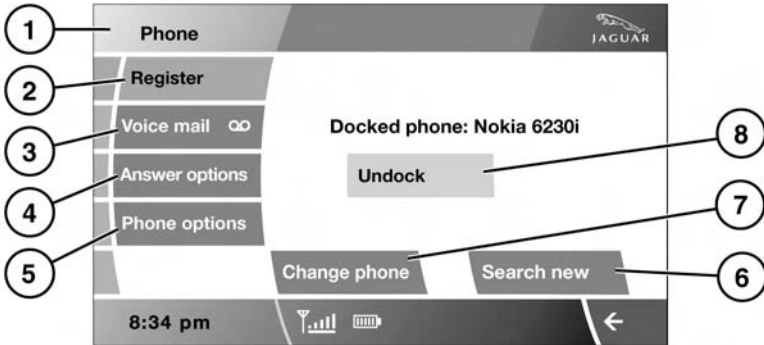 Phone
JAGUAR
Register
Voice mail
Docked phone: Nokia 6230i
Undock
Answer options
Phone options
Change phone
Search new
8:34 pm
1
2
3
4
5
8
7
6